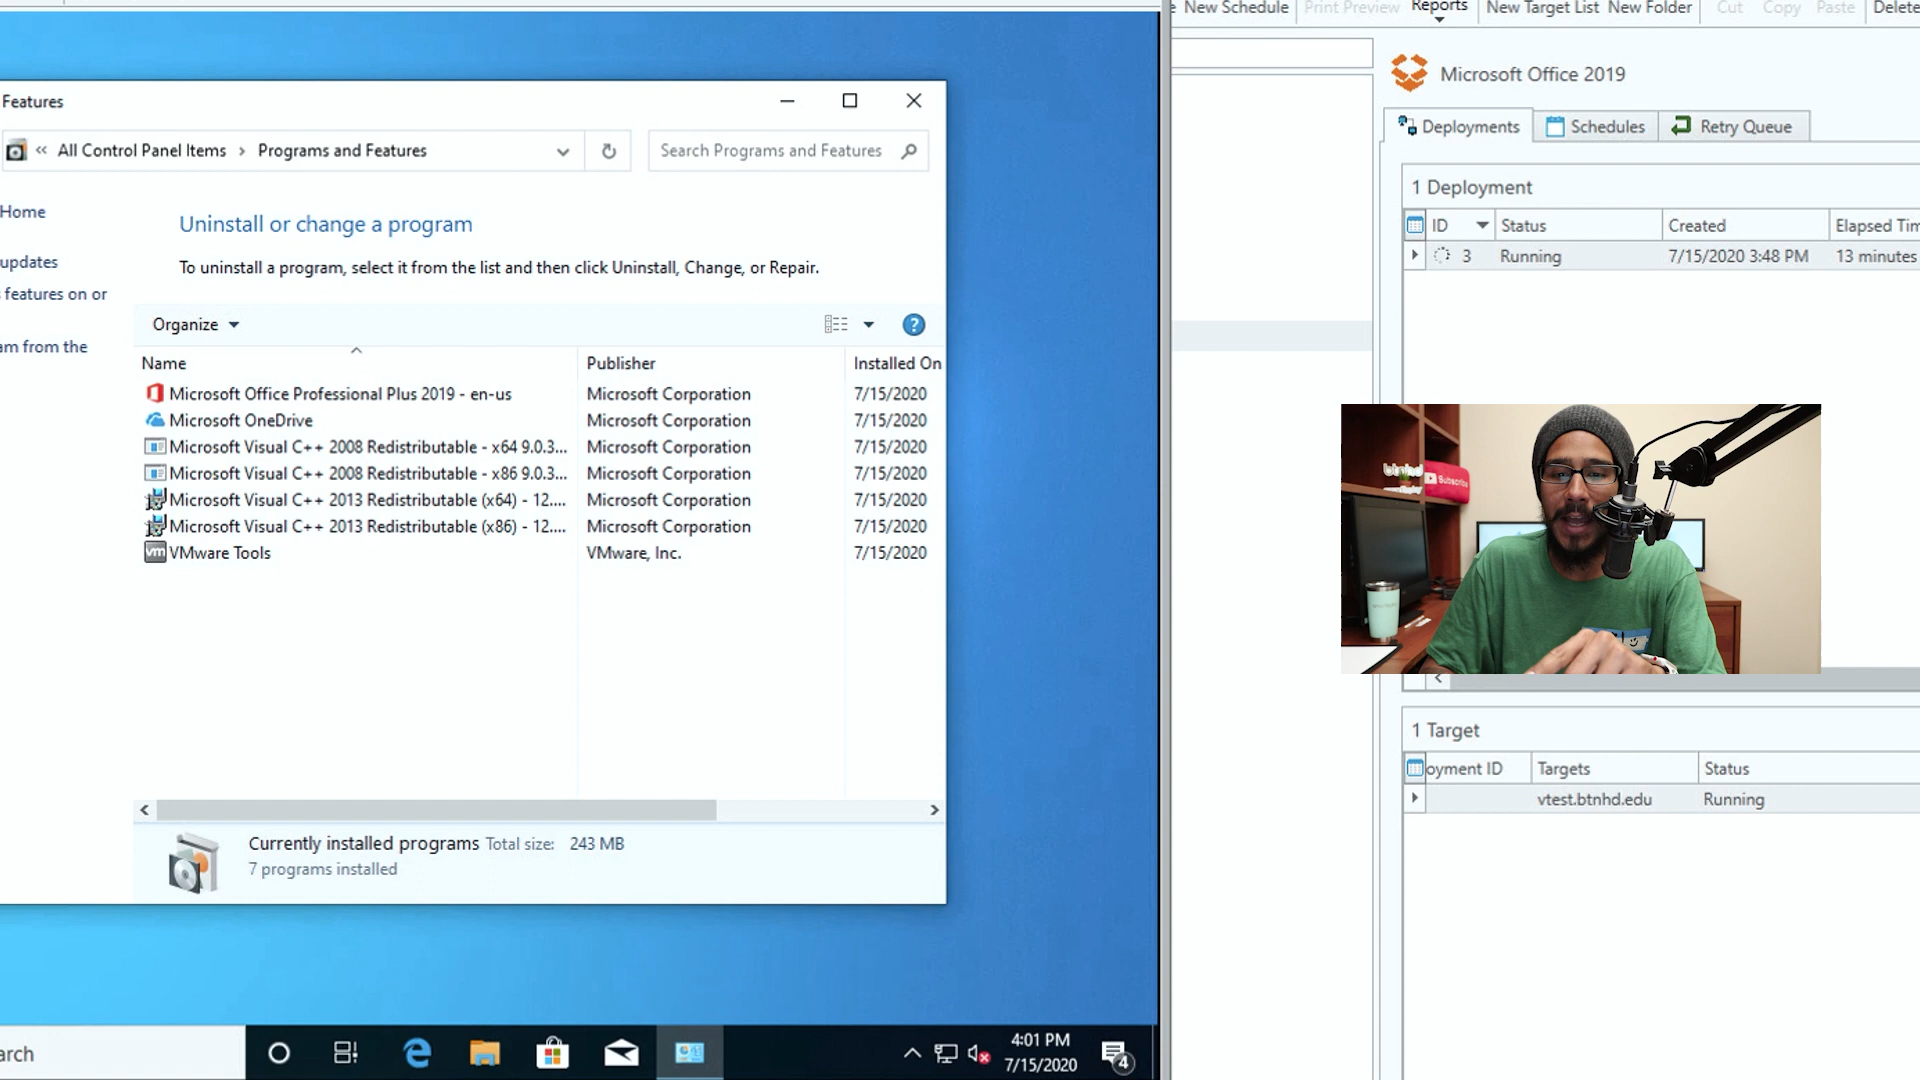 New Schedule
Print Preview
Reports
New Target List
New Folder
Cut
Copy
Paste
Delete
Features
All Control Panel Items
Programs and Features
Search Programs and Features
Home
updates
features on or
am from the
Uninstall or change a program
To uninstall a program, select it from the list and then click Uninstall, Change, or Repair.
Organize
Name Publisher Installed On
Microsoft Office Professional Plus 2019 - en-us Microsoft Corporation 7/15/2020
Microsoft OneDrive Microsoft Corporation 7/15/2020
Microsoft Visual C++ 2008 Redistributable - x64 9.0.3... Microsoft Corporation 7/15/2020
Microsoft Visual C++ 2008 Redistributable - x86 9.0.3... Microsoft Corporation 7/15/2020
Microsoft Visual C++ 2013 Redistributable (x64) - 12.... Microsoft Corporation 7/15/2020
Microsoft Visual C++ 2013 Redistributable (x86) - 12.... Microsoft Corporation 7/15/2020
vm VMware Tools VMware, Inc. 7/15/2020
Currently installed programs Total size: 243 MB
7 programs installed
arch
4:01 PM
7/15/2020
4
Microsoft Office 2019
Deployments
Schedules
Retry Queue
1 Deployment
ID Status Created Elapsed Tim
3 Running 7/15/2020 3:48 PM 13 minutes
btnhd
Subscribe
1 Target
oyment ID Targets Status
vtest.btnhd.edu Running